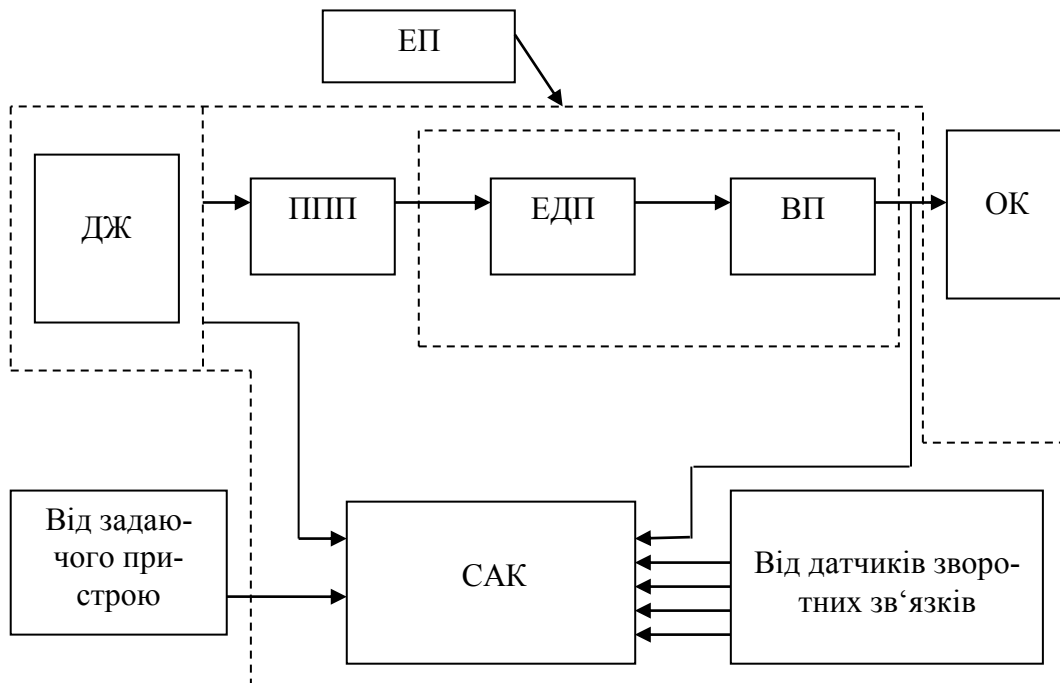 ЕП
ДЖ
ППП
ЕДП
ВП
ОК
Від задаю-
чого при-
строю
САК
Від датчиків зворо-
тних зв‘язків